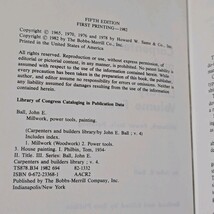 FIFTH EDITION
FIRST PRINTING—1982
Copyright © 1965, 1970, 1976 and 1978 by Howard W. Sams & Co., Inc.
Copyright © 1982 by The Bobbs-Merrill Company, Inc.
Printed in the United States of America
All rights reserved. Reproduction or use, without express permission, of
editorial or pictorial content, in any manner, is prohibited. No patent
liability is assumed with respect to the use of the information contained herein. While
every precaution has been taken in the preparation of this book, the publisher
and author, assume no responsibility for errors or omissions. Neither is
any liability assumed for damages resulting from the use of the information
contained herein.
Library of Congress Cataloging in Publication Data
Ball, John E.
Millwork, power tools, painting.
(Carpenters and builders library/by John E. Ball ; v. 4)
Includes index.
1. Millwork (Woodwork) 2. Power tools.
3. House painting. I. Philbin, Tom, 1934-
II. Title. III. Series: Ball, John E.
Carpenters and builders library ; v. 4.
TS878.B34 1982 694 82-1332
ISBN 0-672-23368-1 AACR2
Published by The Bobbs-Merrill Company, Inc.
Indianapolis/New York